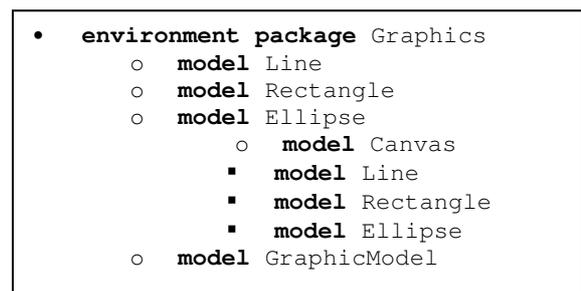 • environment package Graphics
o model Line
o model Rectangle
o model Ellipse
o model Canvas
▪ model Line
▪ model Rectangle
▪ model Ellipse
o model GraphicModel